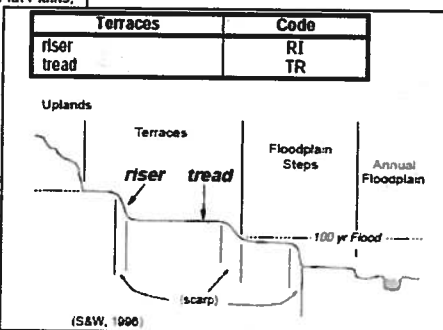 Terraces Code
riser RI
tread TR
Uplands
Terraces
Floodplain
Steps
Annual
Floodplain
riser tread
100 yr Flood
(scarp)
(S&W, 1996)